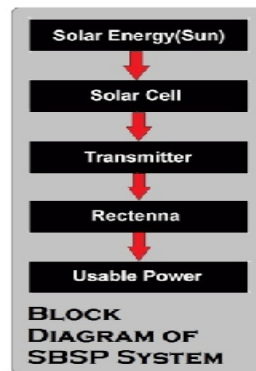 Solar Energy(Sun)
Solar Cell
Transmitter
Rectenna
Usable Power
BLOCK
DIAGRAM OF
SBSP SYSTEM